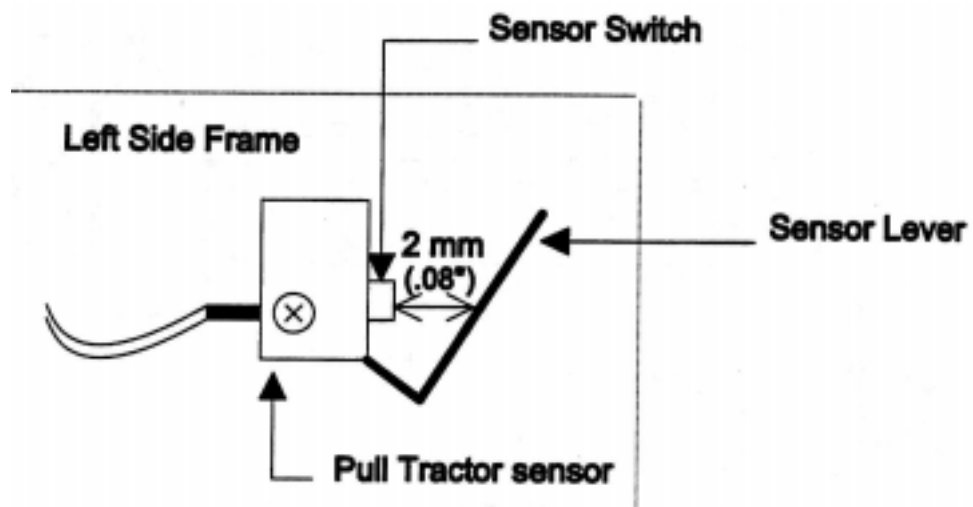 Sensor Switch
Left Side Frame
2 mm
(.08")
Sensor Lever
Pull Tractor sensor